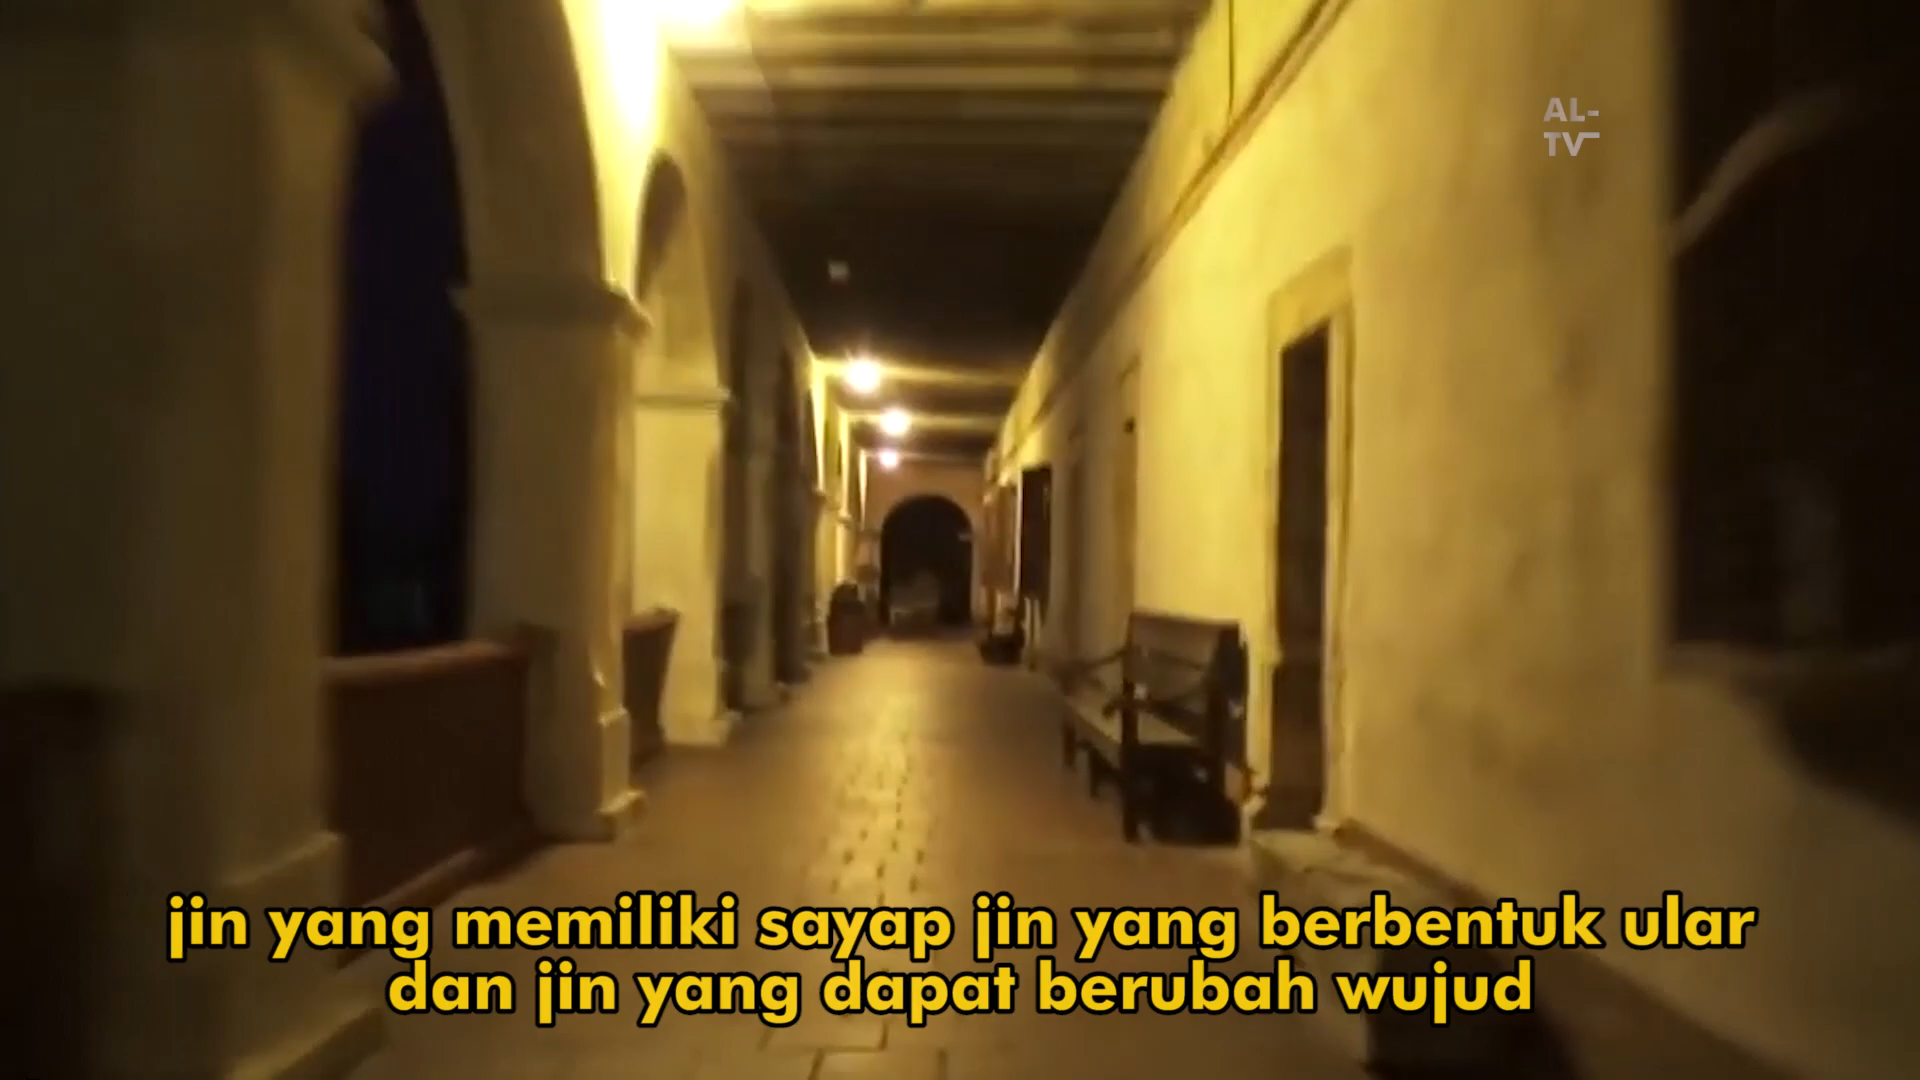 AL-
TV
jin yang memiliki sayap jin yang berbentuk ular
dan jin yang dapat berubah wujud